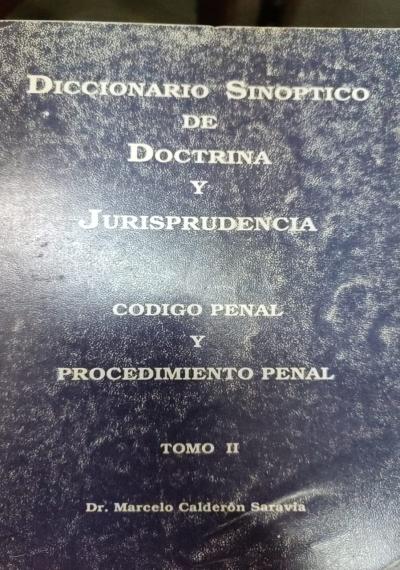 DICCIONARIO SINOPTICO
DE
DOCTRINA
Y
JURISPRUDENCIA
CODIGO PENAL
Y
PROCEDIMIENTO PENAL
TOMO II
Dr. Marcelo Calderón Saravia